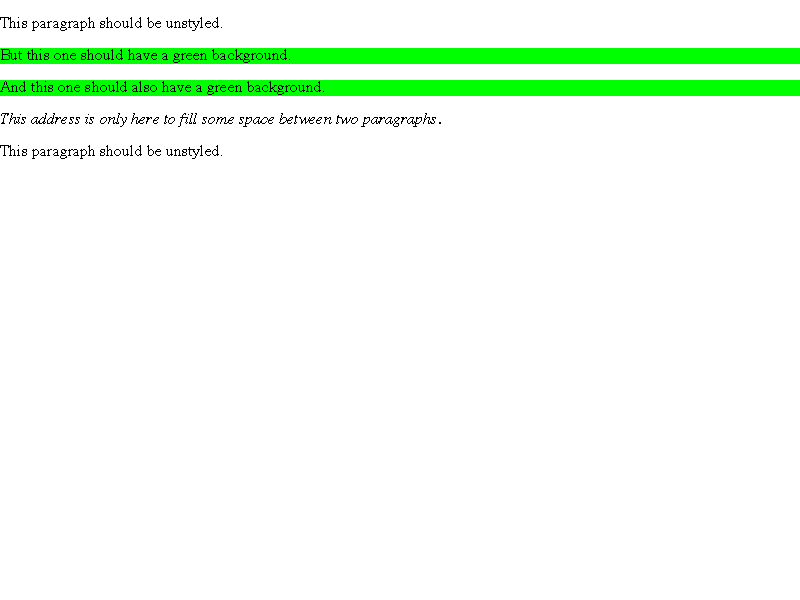 This paragraph should be unstyled.
But this one should have a green background.
And this one should also have a green background.
This address is only here to fill some space between two paragraphs.
This paragraph should be unstyled.